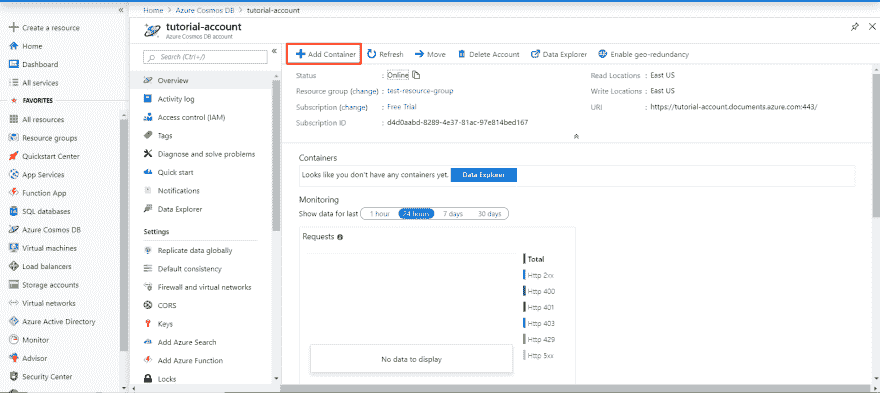 Home > Azure Cosmos DB > tutorial-account
tutorial-account
Azure Cosmos DB account
Create a resource
Home
Dashboard
All services
FAVORITES
All resources
Resource groups
Quickstart Center
App Services
Function App
SQL databases
Azure Cosmos DB
Virtual machines
Load balancers
Storage accounts
Virtual networks
Azure Active Directory
Monitor
Advisor
Security Center
Search (Ctrl+/)
Overview
Activity log
Access control (IAM)
Tags
Diagnose and solve problems
Quick start
Notifications
Data Explorer
Settings
Replicate data globally
Default consistency
Firewall and virtual networks
CORS
Keys
Add Azure Search
Add Azure Function
Locks
Add Container Refresh Move Delete Account Data Explorer Enable geo-redundancy
Status : Online
Resource group (change) : test-resource-group
Subscription (change) : Free Trial
Subscription ID : d4d0aabd-8289-4e37-81ac-97e814bed167
Read Locations : East US
Write Locations : East US
URI : https://tutorial-account.documents.azure.com:443/
Containers
Looks like you don't have any containers yet. Data Explorer
Monitoring
Show data for last 1 hour 24 hours 7 days 30 days
Requests
Total
Http 2xx
Http 400
Http 401
Http 403
Http 429
Http 5xx
No data to display